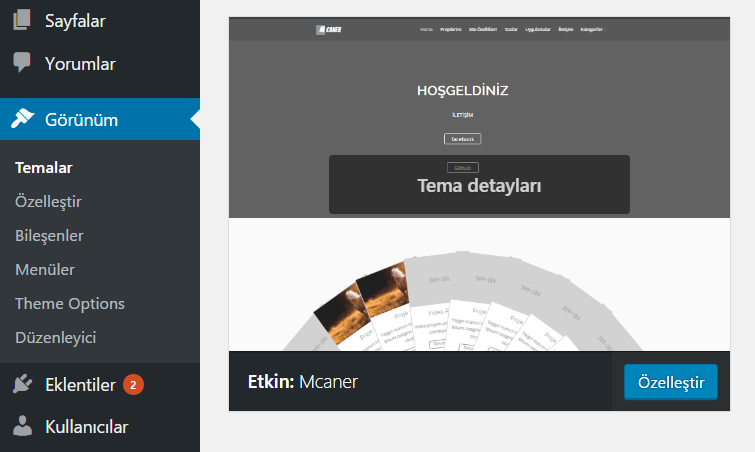 Sayfalar
Yorumlar
Görünüm
Temalar
Özelleştir
Bileşenler
Menüler
Theme Options
Düzenleyici
Eklentiler 2
Kullanıcılar
CANER
Home Projelerim Site Özellikleri Yazılar Uygulamalar İletişim Kategoriler
HOŞGELDİNİZ
İLETİŞİM
facebook
GitHub
Tema detayları
Etkin: Mcaner
Özelleştir